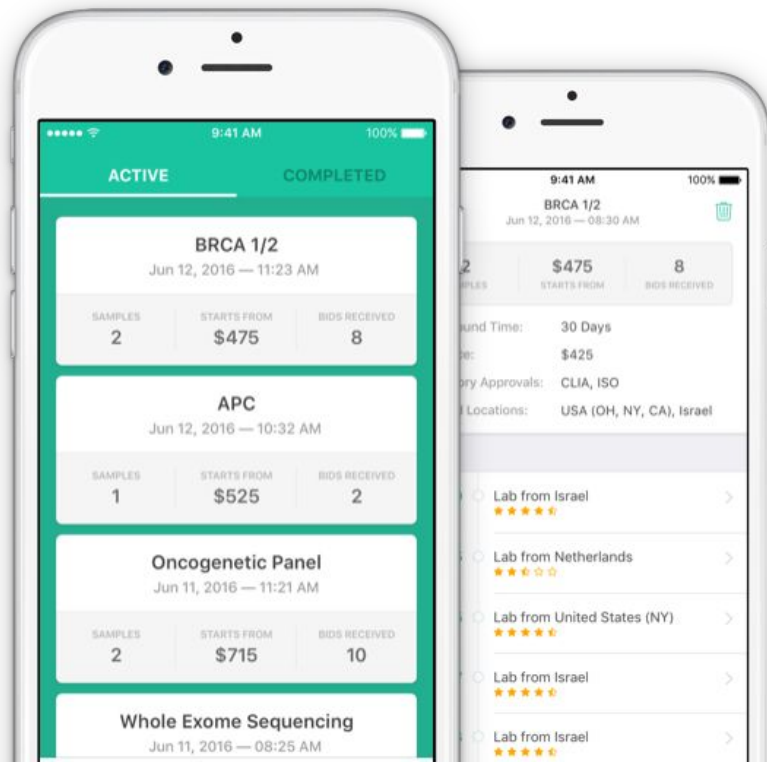 9:41 AM 100%
ACTIVE COMPLETED
BRCA 1/2
Jun 12, 2016 — 11:23 AM
SAMPLES STARTS FROM BIDS RECEIVED
2 $475 8
APC
Jun 12, 2016 — 10:32 AM
SAMPLES STARTS FROM BIDS RECEIVED
1 $525 2
Oncogenetic Panel
Jun 11, 2016 — 11:21 AM
SAMPLES STARTS FROM BIDS RECEIVED
2 $715 10
Whole Exome Sequencing
Jun 11, 2016 — 08:25 AM
9:41 AM 100%
BRCA 1/2
Jun 12, 2016 — 08:30 AM
2 $475 8
STARTS FROM BIDS RECEIVED
Time: 30 Days
$425
Approvals: CLIA, ISO
Locations: USA (OH, NY, CA), Israel
Lab from Israel
Lab from Netherlands
Lab from United States (NY)
Lab from Israel
Lab from Israel